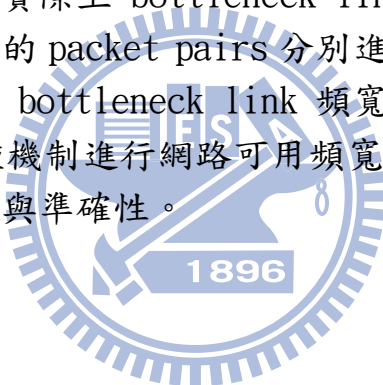 實際上 bottleneck lin
的 packet pairs 分別進
bottleneck link 頻寬
機制進行網路可用頻寬
與準確性。
ES
1896